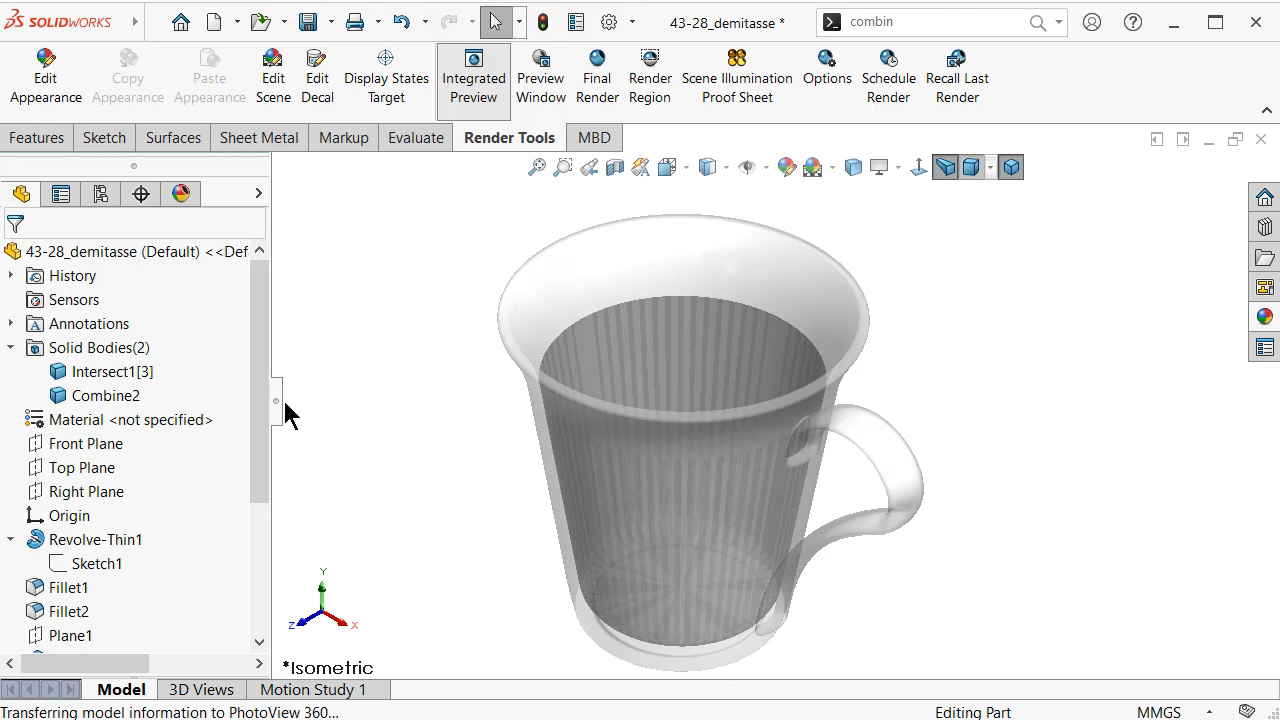 SOLIDWORKS
43-28_demitasse *
combin
Edit Appearance
Copy Appearance
Paste Appearance
Edit Scene
Edit Decal
Display States Target
Integrated Preview
Preview Window
Final Render
Render Region
Scene Illumination Proof Sheet
Options
Schedule Render
Recall Last Render
Features
Sketch
Surfaces
Sheet Metal
Markup
Evaluate
Render Tools
MBD
43-28_demitasse (Default) <<Def
History
Sensors
Annotations
Solid Bodies(2)
Intersect1[3]
Combine2
Material <not specified>
Front Plane
Top Plane
Right Plane
Origin
Revolve-Thin1
Sketch1
Fillet1
Fillet2
Plane1
Y
Z
X
*Isometric
Model
3D Views
Motion Study 1
Transferring model information to PhotoView 360...
Editing Part
MMGS